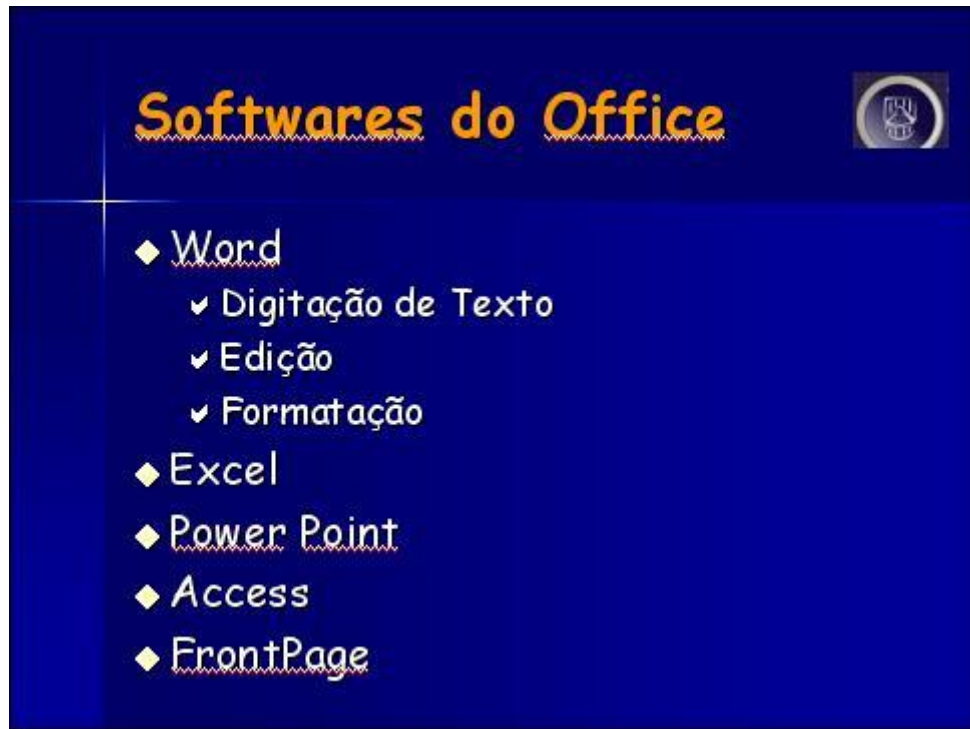 Softwares do Office
Word
Digitação de Texto
Edição
Formatação
Excel
Power Point
Access
FrontPage